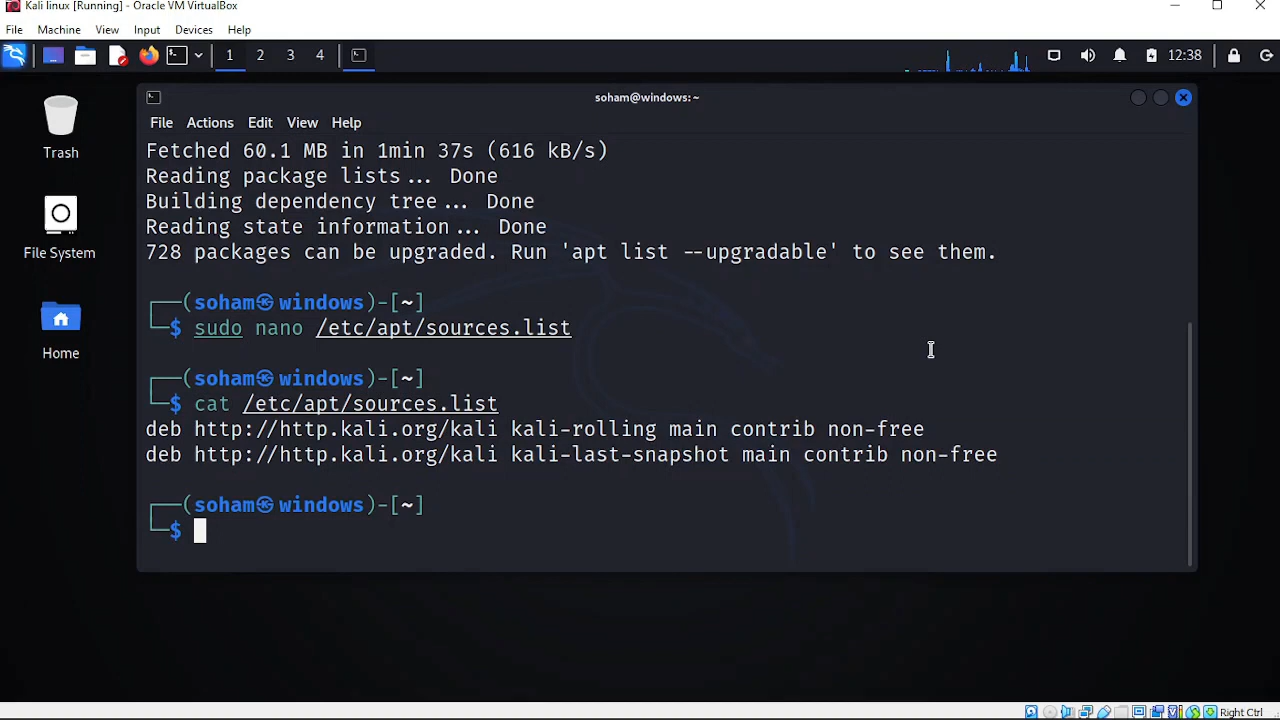 Kali linux [Running] - Oracle VM VirtualBox
File Machine View Input Devices Help
1 2 3 4 12:38
Trash
File System
Home
soham@windows:~
File Actions Edit View Help
Fetched 60.1 MB in 1min 37s (616 kB/s)
Reading package lists... Done
Building dependency tree... Done
Reading state information... Done
728 packages can be upgraded. Run 'apt list --upgradable' to see them.
┌──(soham㉿windows)-[~]
└─$ sudo nano /etc/apt/sources.list
┌──(soham㉿windows)-[~]
└─$ cat /etc/apt/sources.list
deb http://http.kali.org/kali kali-rolling main contrib non-free
deb http://http.kali.org/kali kali-last-snapshot main contrib non-free
┌──(soham㉿windows)-[~]
└─$
Right Ctrl